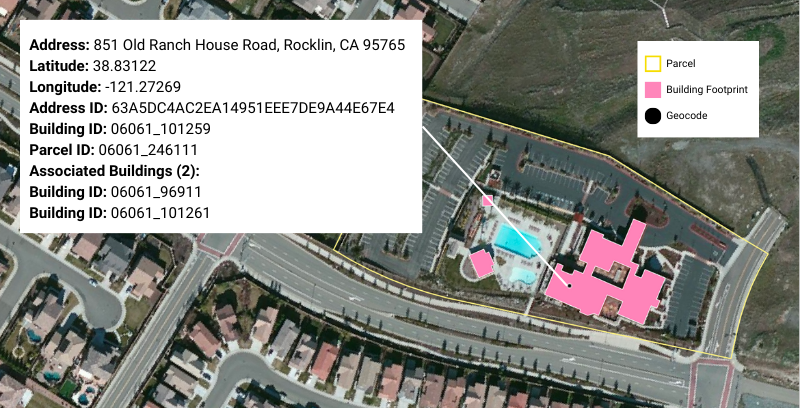 Address: 851 Old Ranch House Road, Rocklin, CA 95765
Latitude: 38.83122
Longitude: -121.27269
Address ID: 63A5DC4AC2EA14951EEE7DE9A44E67E4
Building ID: 06061_101259
Parcel ID: 06061_246111
Associated Buildings (2):
Building ID: 06061_96911
Building ID: 06061_101261
Parcel
Building Footprint
Geocode